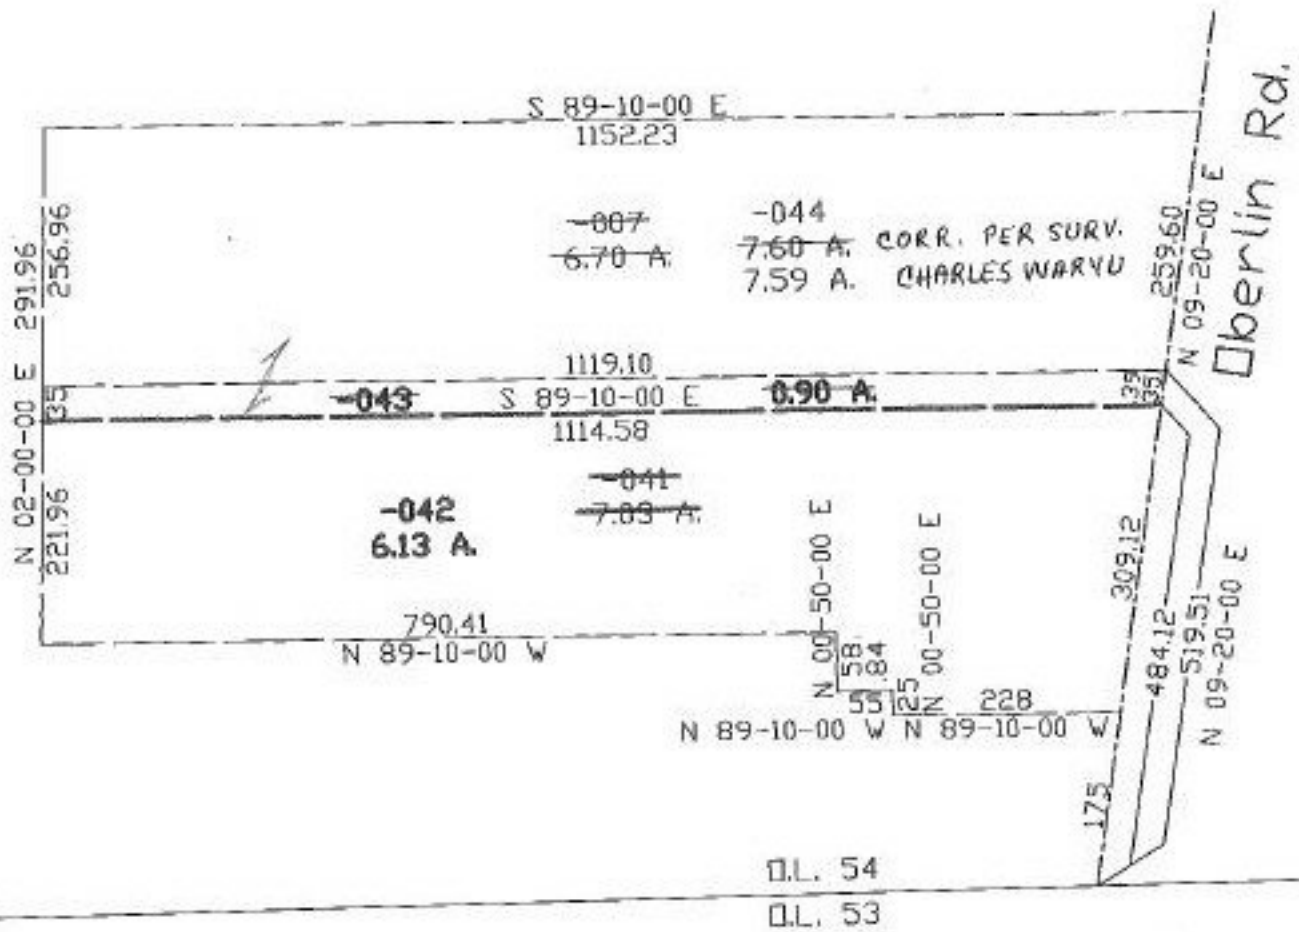 S 89-10-00 E
1152.23
-007
6.70 A.
-044
7.60 A. CORR. PER SURV.
7.59 A. CHARLES WARYU
N 02-00-00 E 291.96
256.96
259.60
N 09-20-00 E
Oberlin Rd.
1119.10
35
-043
S 89-10-00 E
0.90 A.
35
35
1114.58
-041
7.03 A.
-042
6.13 A.
221.96
N 00-50-00 E
N 00-50-00 E
309.12
484.12
519.51
N 09-20-00 E
790.41
N 89-10-00 W
58.84
55
25
228
N 89-10-00 W
N 89-10-00 W
175
O.L. 54
O.L. 53